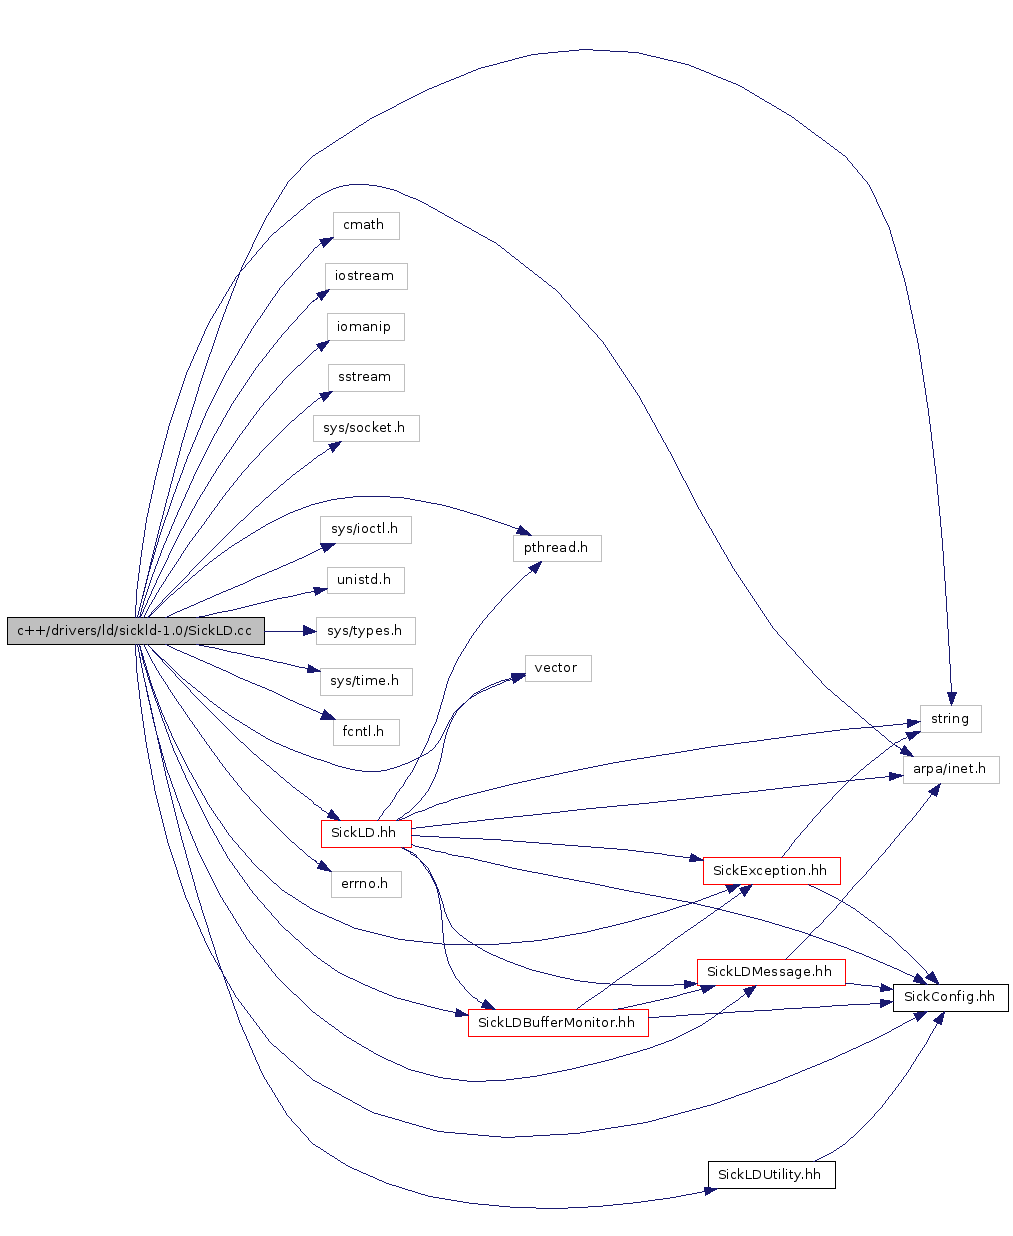 cmath
iostream
iomanip
sstream
sys/socket.h
sys/ioctl.h
pthread.h
unistd.h
c++/drivers/ld/sickld-1.0/SickLD.cc
sys/types.h
vector
sys/time.h
string
fcntl.h
arpa/inet.h
SickLD.hh
SickException.hh
errno.h
SickLDMessage.hh
SickConfig.hh
SickLDBufferMonitor.hh
SickLDUtility.hh